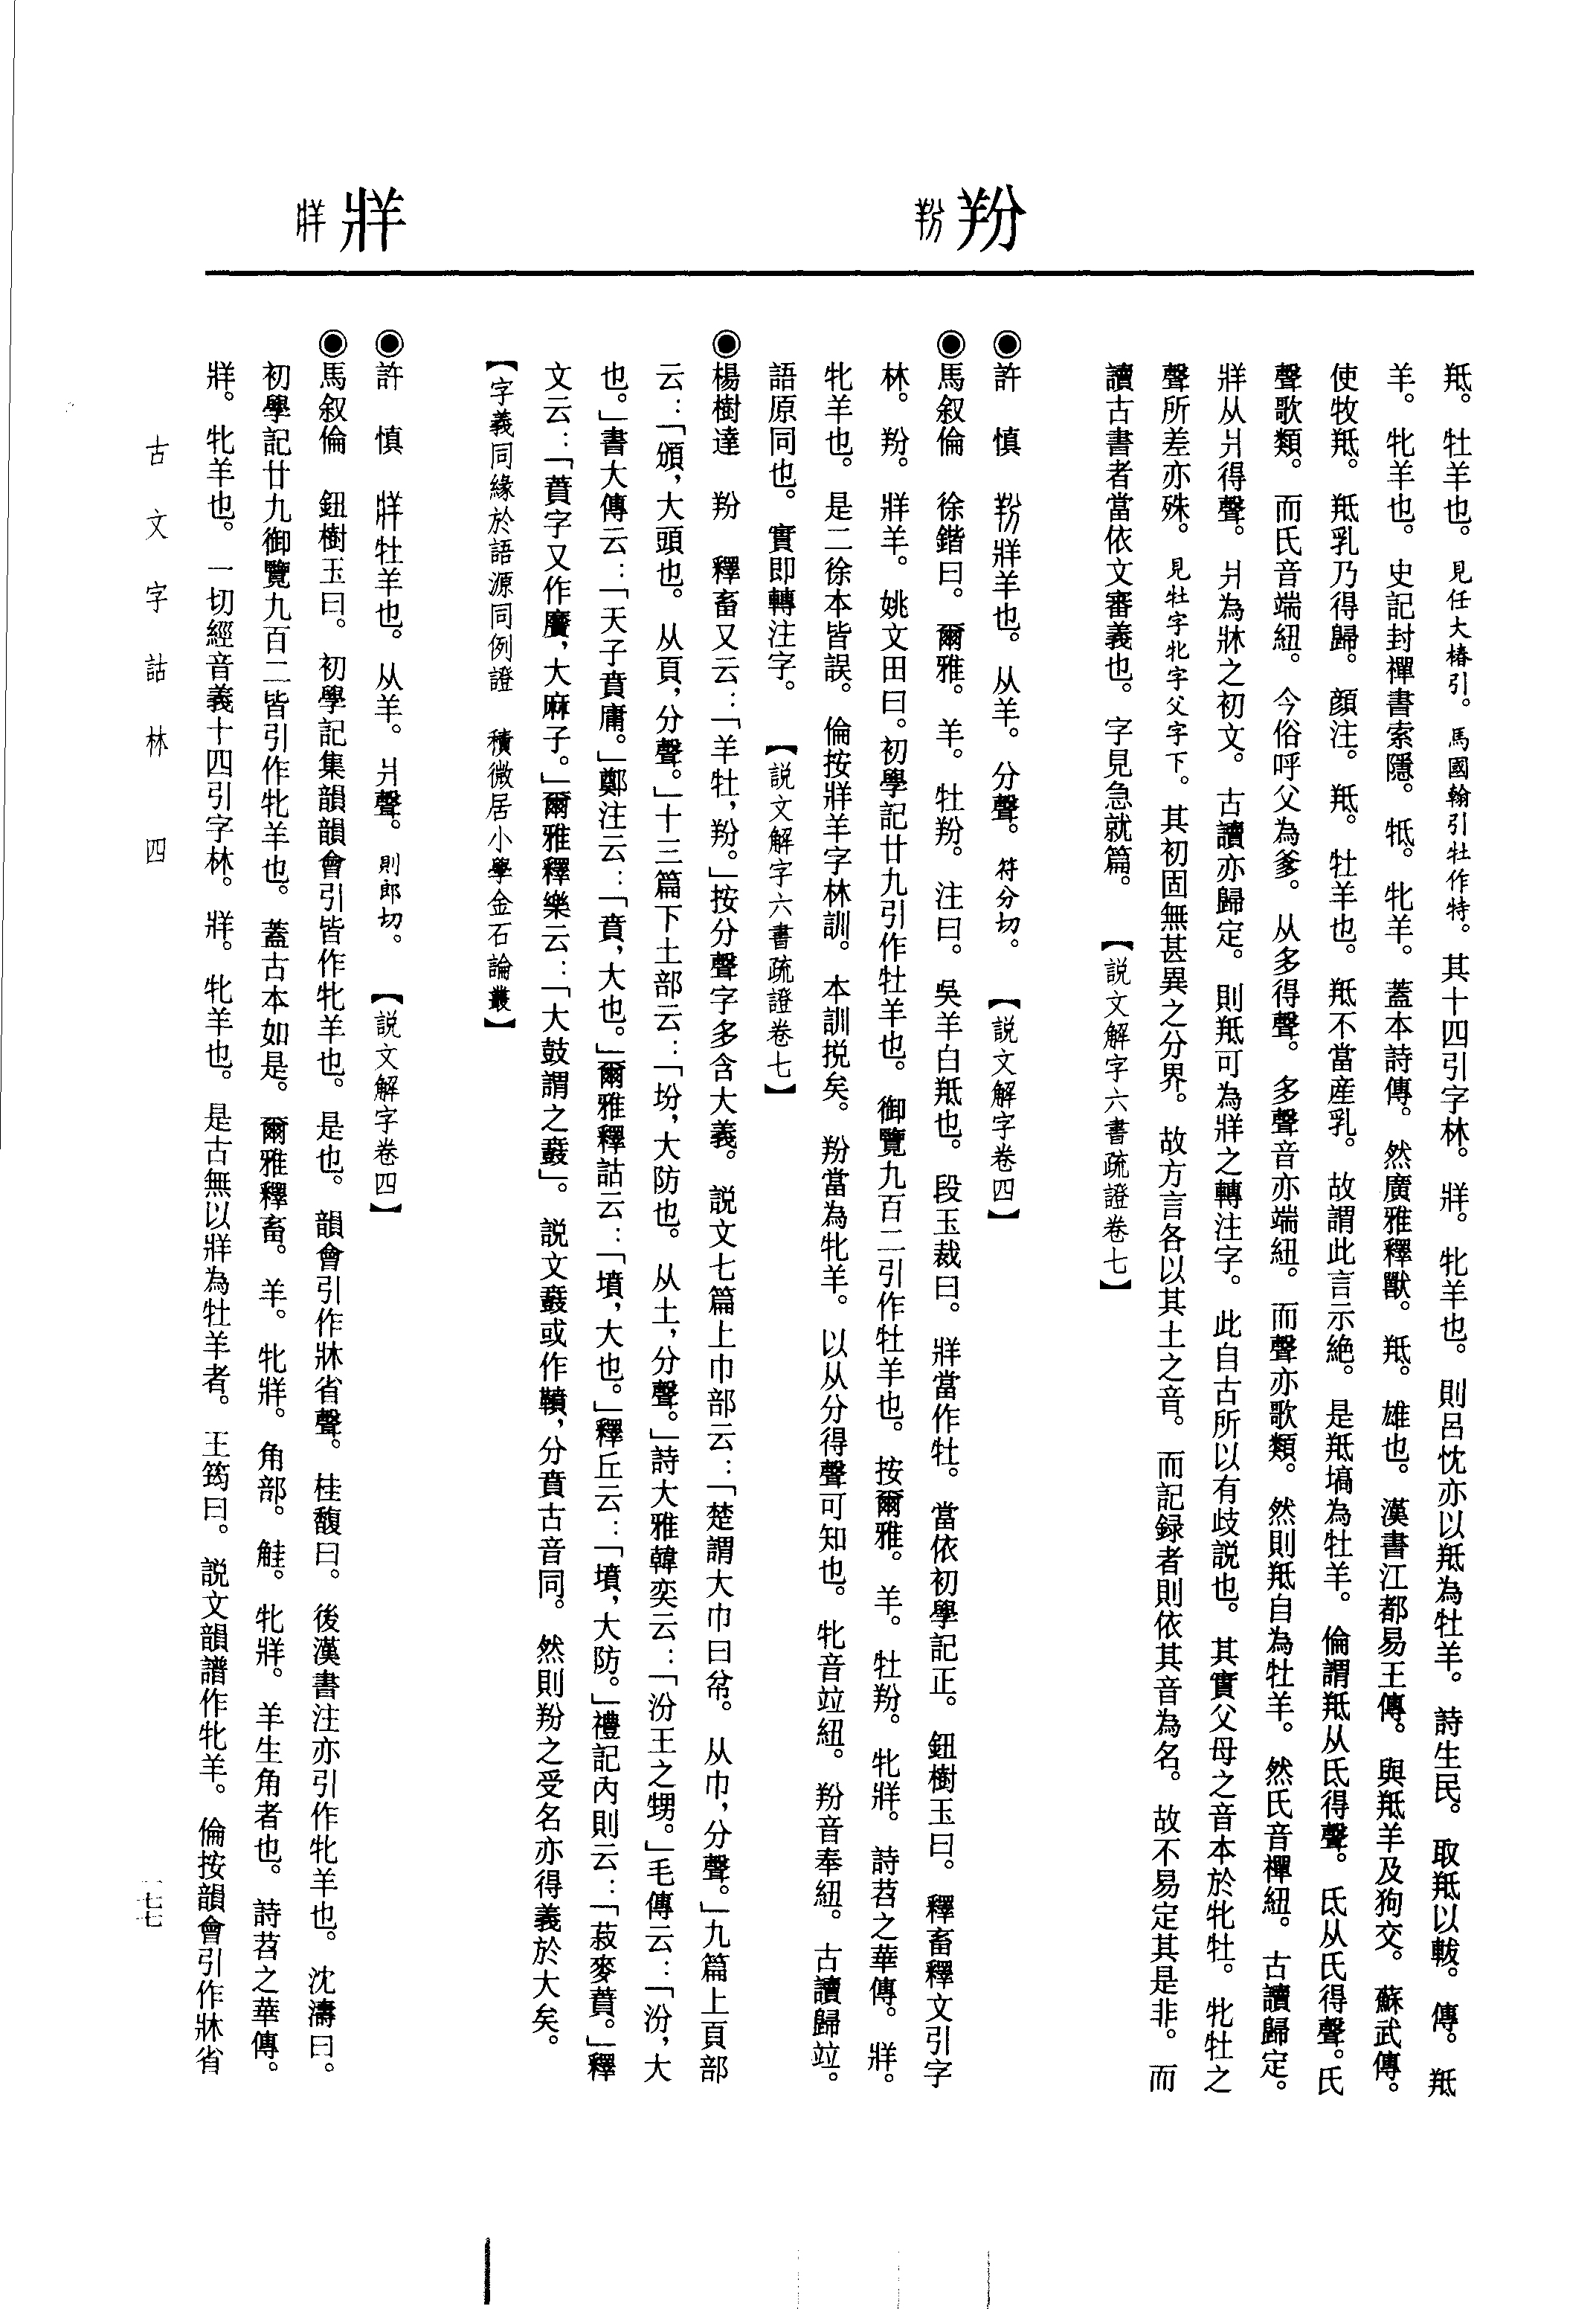 羝。牡羊也。見任大椿引。馬國翰引牡作特。其十四引字林。牂。牝羊也。則呂忱亦以羝為牡羊。詩生民。取羝以軷。傳。羝
羊。牝羊也。史記封禪書索隱。牴。牝羊。蓋本詩傳。然廣雅釋獸。羝。雄也。漢書江都易王傳。與羝羊及狗交。蘇武傳。
使牧羝。羝乳乃得歸。顏注。羝。牡羊也。羝不當産乳。故謂此言示絶。是羝塙為牡羊。倫謂羝从氐得聲。氐从氏得聲。氏
聲歌類。而氐音端紐。今俗呼父為爹。从多得聲。多聲音亦端紐。而聲亦歌類。然則羝自為牡羊。然氏音禪紐。古讀歸定。
牂从爿得聲。爿為牀之初文。古讀亦歸定。則羝可為牂之轉注字。此自古所以有歧説也。其實父母之音本於牝牡。牝牡之
聲所差亦殊。見牡字牝字父字下。其初固無甚異之分界。故方言各以其土之音。而記録者則依其音為名。故不易定其是非。而
讀古書者當依文審義也。字見急就篇。【説文解字六書疏證卷七】
羒 羒
◉許　慎　羒牂羊也。从羊。分聲。符分切。【説文解字卷四】
◉馬叙倫　徐鍇曰。爾雅。羊。牡羒。注曰。吳羊白羝也。段玉裁曰。牂當作牡。當依初學記正。鈕樹玉曰。釋畜釋文引字
林。羒。牂羊。姚文田曰。初學記廿九引作牡羊也。御覽九百二引作牡羊也。按爾雅。羊。牡羒。牝牂。詩苕之華傳。牂。
牝羊也。是二徐本皆誤。倫按牂羊字林訓。本訓捝矣。羒當為牝羊。以从分得聲可知也。牝音竝紐。羒音奉紐。古讀歸竝。
語原同也。實即轉注字。【説文解字六書疏證卷七】
◉楊樹達　羒　釋畜又云：「羊牡，羒。」按分聲字多含大義。説文七篇上巾部云：「楚謂大巾曰帉。从巾，分聲。」九篇上頁部
云：「頒，大頭也。从頁，分聲。」十三篇下土部云：「坋，大防也。从土，分聲。」詩大雅韓奕云：「汾王之甥。」毛傳云：「汾，大
也。」書大傳云：「天子賁庸。」鄭注云：「賁，大也。」爾雅釋詁云：「墳，大也。」釋丘云：「墳，大防。」禮記內則云：「菽麥蕡。」釋
文云：「蕡字又作黂，大麻子。」爾雅釋樂云：「大鼓謂之鼖」。説文鼖或作鞼，分賁古音同。然則羒之受名亦得義於大矣。
【字義同緣於語源同例證　積微居小學金石論叢】
牂 牂
◉許　慎　牂牡羊也。从羊。爿聲。則郎切。【説文解字卷四】
◉馬叙倫　鈕樹玉曰。初學記集韻韻會引皆作牝羊也。是也。韻會引作牀省聲。桂馥曰。後漢書注亦引作牝羊也。沈濤曰。
初學記廿九御覽九百二皆引作牝羊也。蓋古本如是。爾雅釋畜。羊。牝牂。角部。觟。牝牂。羊生角者也。詩苕之華傳。
牂。牝羊也。一切經音義十四引字林。牂。牝羊也。是古無以牂為牡羊者。王筠曰。説文韻譜作牝羊。倫按韻會引作牀省
古文字詁林　四
一七七